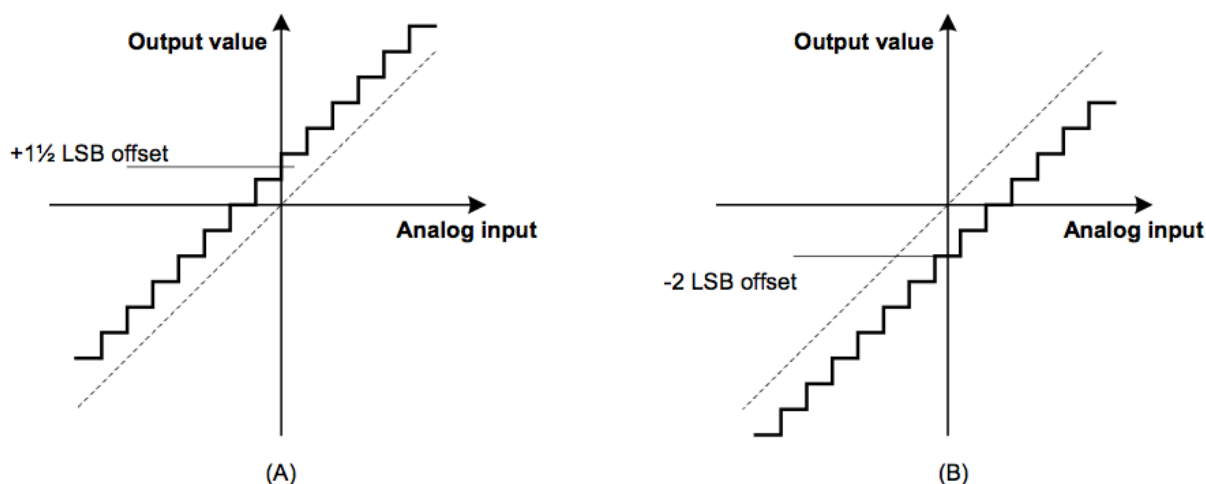 Output value
+1½ LSB offset
Analog input
(A)
Output value
-2 LSB offset
Analog input
(B)